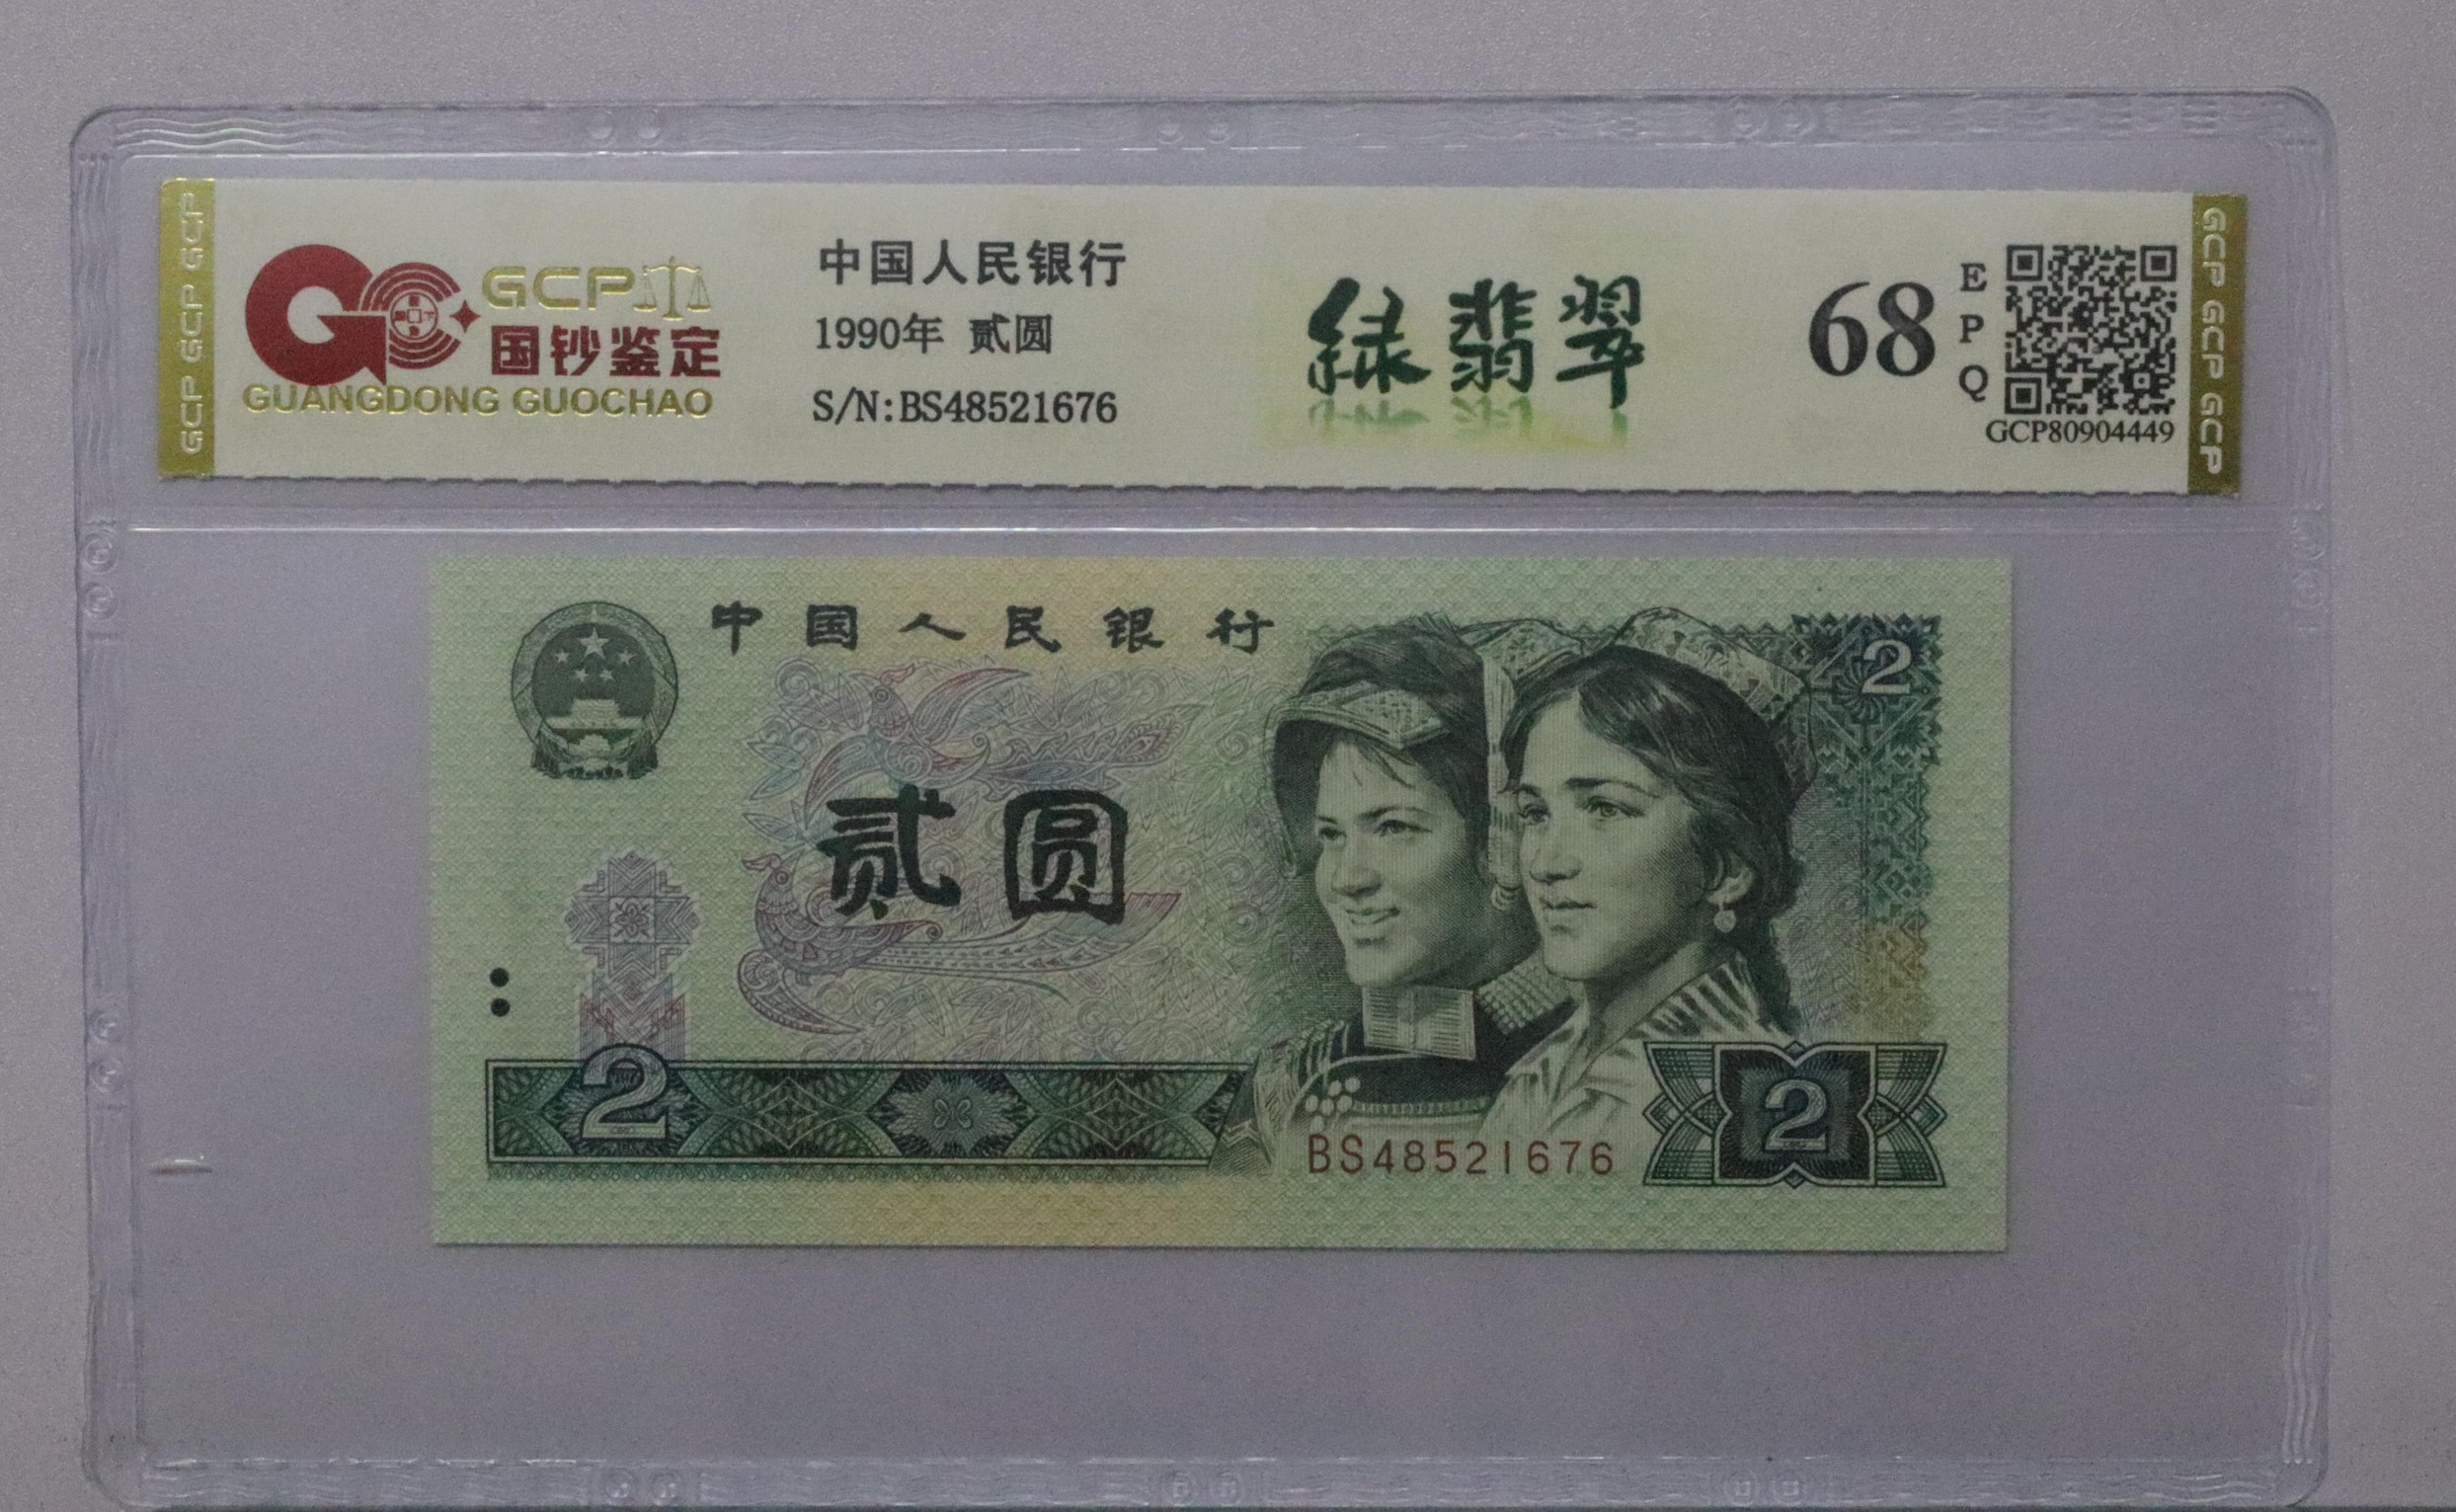 GCP GCP GCP
GCP
国钞鉴定
GUANGDONG GUOCHAO
中国人民银行
1990年 贰圆
S/N:BS48521676
绿翡翠
68
E
P
Q
GCP80904449
GCP GCP GCP
中国人民银行
2
贰圆
2
BS48521676
2